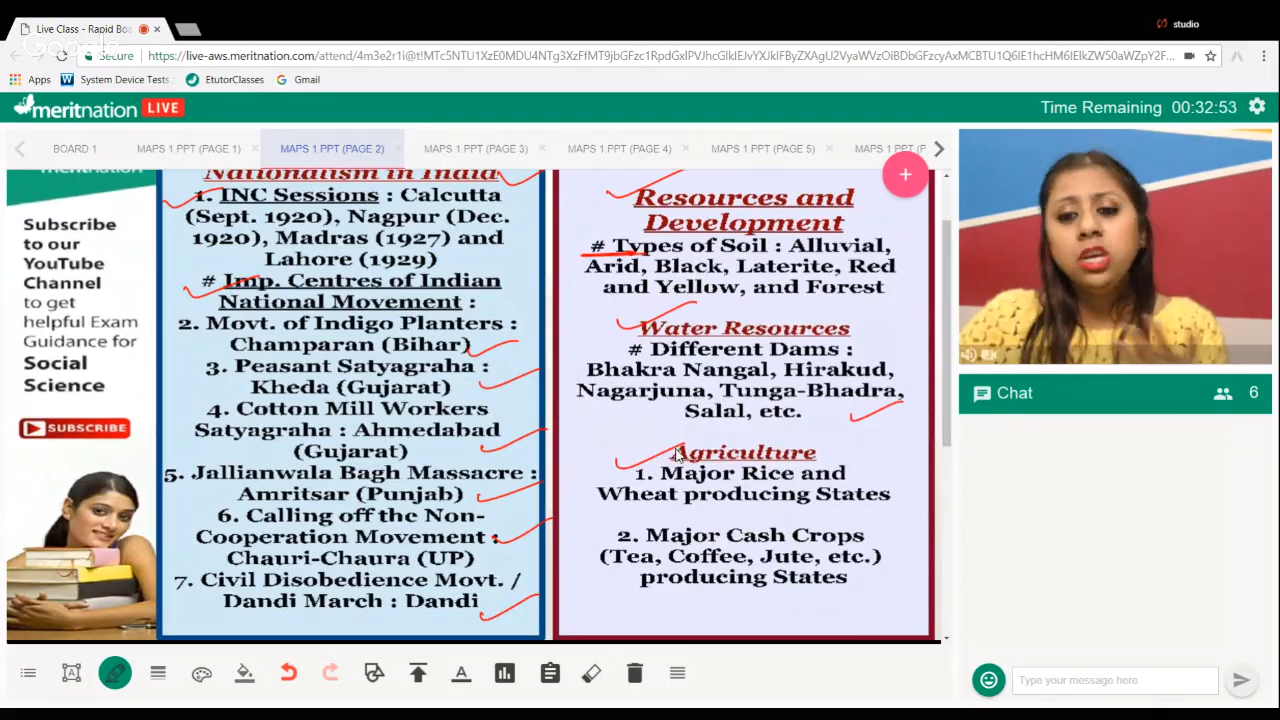 studio
Live Class - Rapid Boa
Secure
https://live-aws.meritnation.com/attend/
Apps
System Device Tests
EtutorClasses
Gmail
meritnation LIVE
Time Remaining 00:32:53
BOARD 1
MAPS 1.PPT (PAGE 1)
MAPS 1.PPT (PAGE 2)
MAPS 1.PPT (PAGE 3)
MAPS 1.PPT (PAGE 4)
MAPS 1.PPT (PAGE 5)
MAPS 1.PPT (P
Subscribe
to our
YouTube
Channel
to get
helpful Exam
Guidance for
Social
Science
SUBSCRIBE
Nationalism in India
1. INC Sessions : Calcutta
(Sept. 1920), Nagpur (Dec.
1920), Madras (1927) and
Lahore (1929)
# Imp. Centres of Indian
National Movement :
2. Movt. of Indigo Planters :
Champaran (Bihar)
3. Peasant Satyagraha :
Kheda (Gujarat)
4. Cotton Mill Workers
Satyagraha : Ahmedabad
(Gujarat)
5. Jallianwala Bagh Massacre :
Amritsar (Punjab)
6. Calling off the Non-
Cooperation Movement :
Chauri-Chaura (UP)
7. Civil Disobedience Movt. /
Dandi March : Dandi
Resources and
Development
# Types of Soil : Alluvial,
Arid, Black, Laterite, Red
and Yellow, and Forest
Water Resources
# Different Dams :
Bhakra Nangal, Hirakud,
Nagarjuna, Tunga-Bhadra,
Salal, etc.
Agriculture
1. Major Rice and
Wheat producing States
2. Major Cash Crops
(Tea, Coffee, Jute, etc.)
producing States
Chat
6
Type your message here